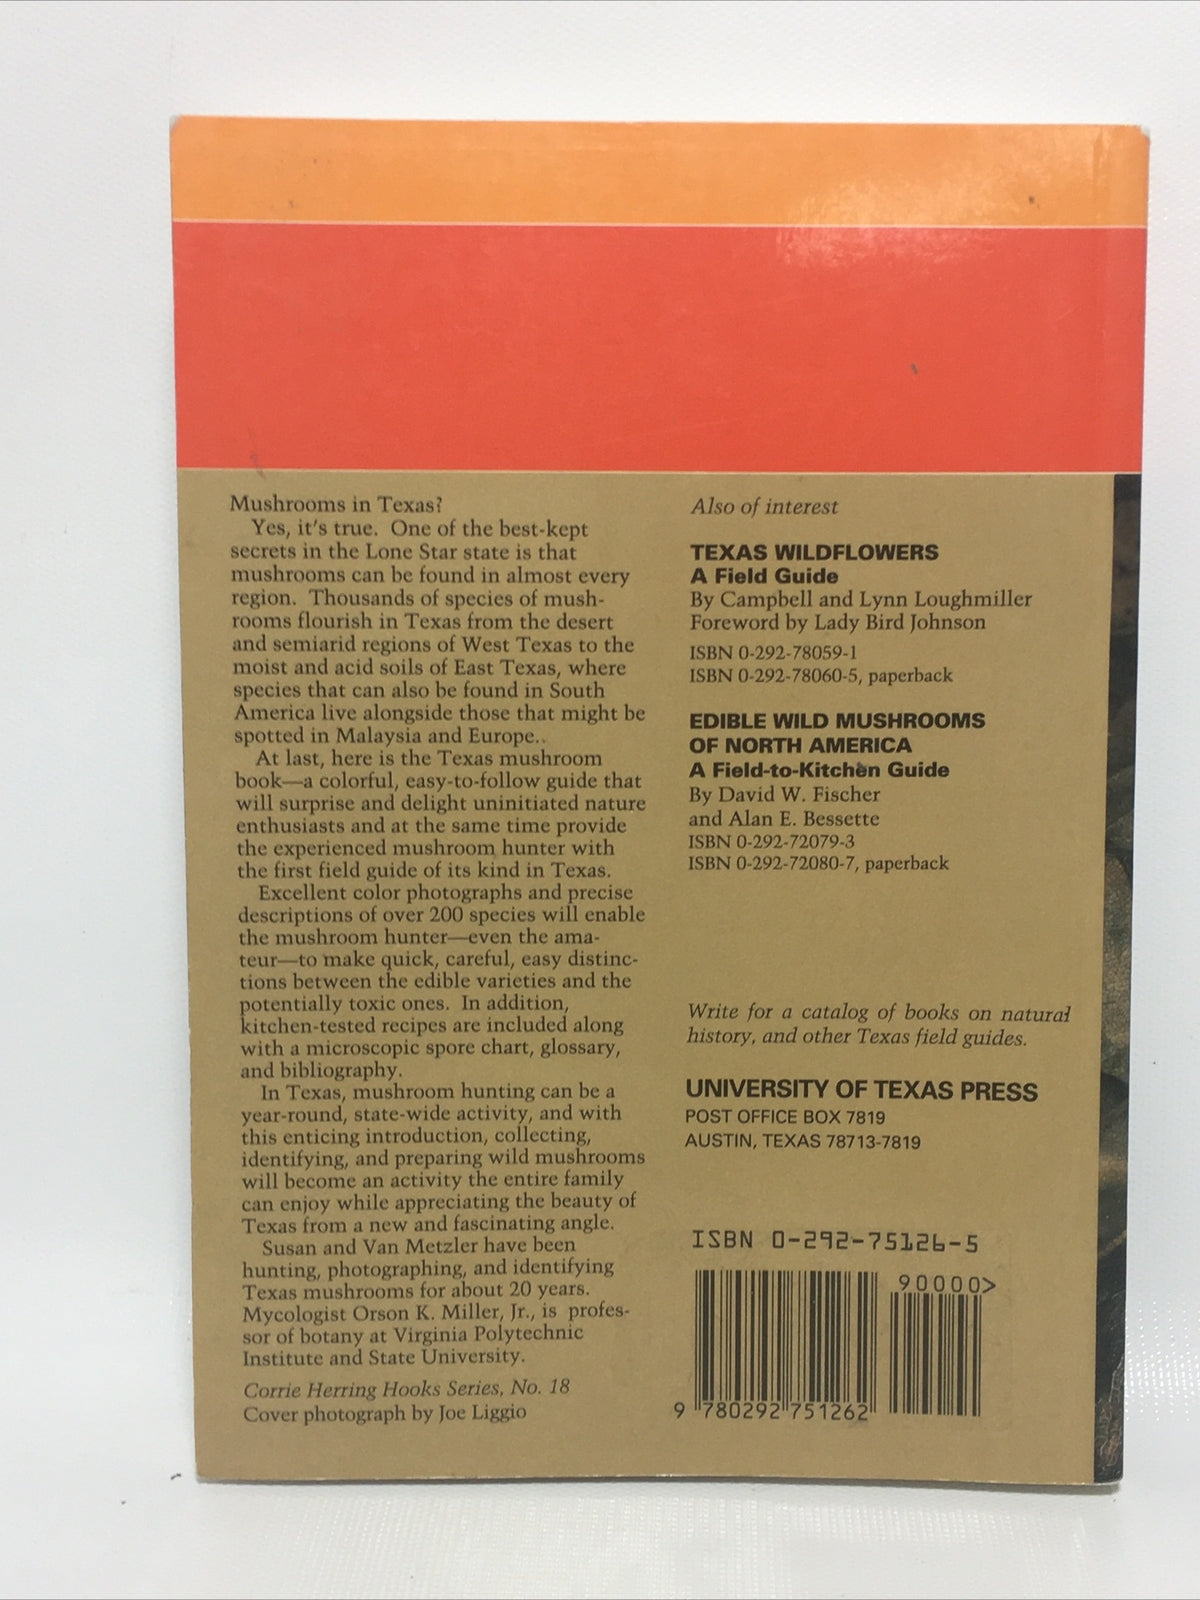 Mushrooms in Texas?
Yes, it's true. One of the best-kept
secrets in the Lone Star state is that
mushrooms can be found in almost every
region. Thousands of species of mush-
rooms flourish in Texas from the desert
and semiarid regions of West Texas to the
moist and acid soils of East Texas, where
species that can also be found in South
America live alongside those that might be
spotted in Malaysia and Europe..
At last, here is the Texas mushroom
book—a colorful, easy-to-follow guide that
will surprise and delight uninitiated nature
enthusiasts and at the same time provide
the experienced mushroom hunter with
the first field guide of its kind in Texas.
Excellent color photographs and precise
descriptions of over 200 species will enable
the mushroom hunter—even the ama-
teur—to make quick, careful, easy distinc-
tions between the edible varieties and the
potentially toxic ones. In addition,
kitchen-tested recipes are included along
with a microscopic spore chart, glossary,
and bibliography.
In Texas, mushroom hunting can be a
year-round, state-wide activity, and with
this enticing introduction, collecting,
identifying, and preparing wild mushrooms
will become an activity the entire family
can enjoy while appreciating the beauty of
Texas from a new and fascinating angle.
Susan and Van Metzler have been
hunting, photographing, and identifying
Texas mushrooms for about 20 years.
Mycologist Orson K. Miller, Jr., is profes-
sor of botany at Virginia Polytechnic
Institute and State University.
Corrie Herring Hooks Series, No. 18
Cover photograph by Joe Liggio
Also of interest
TEXAS WILDFLOWERS
A Field Guide
By Campbell and Lynn Loughmiller
Foreword by Lady Bird Johnson
ISBN 0-292-78059-1
ISBN 0-292-78060-5, paperback
EDIBLE WILD MUSHROOMS
OF NORTH AMERICA
A Field-to-Kitchen Guide
By David W. Fischer
and Alan E. Bessette
ISBN 0-292-72079-3
ISBN 0-292-72080-7, paperback
Write for a catalog of books on natural
history, and other Texas field guides.
UNIVERSITY OF TEXAS PRESS
POST OFFICE BOX 7819
AUSTIN, TEXAS 78713-7819
ISBN 0-292-75126-5
90000>
9 780292 751262